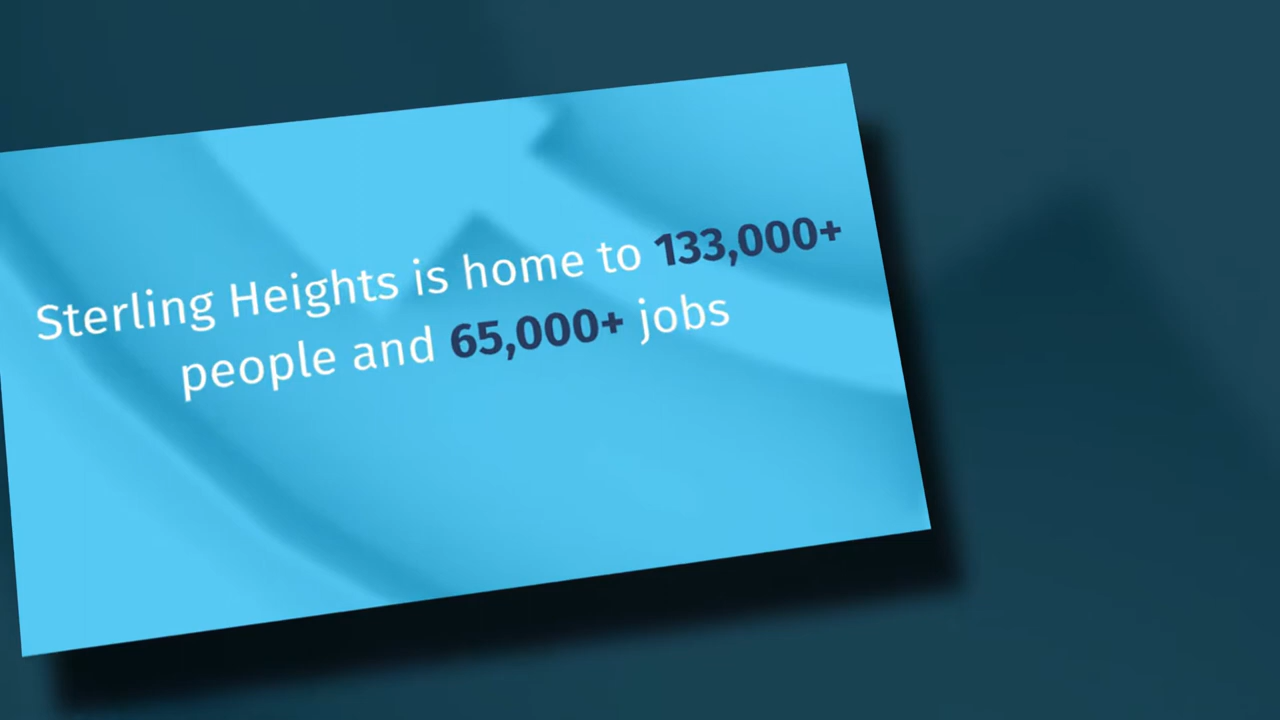 Sterling Heights is home to 133,000+
people and 65,000+ jobs